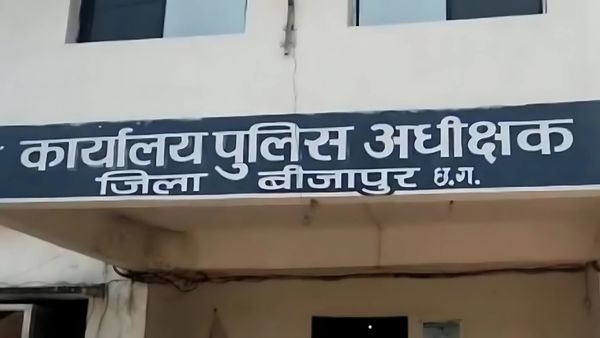 कार्यालय पुलिस अधीक्षक
जिला बीजापुर छ.ग.